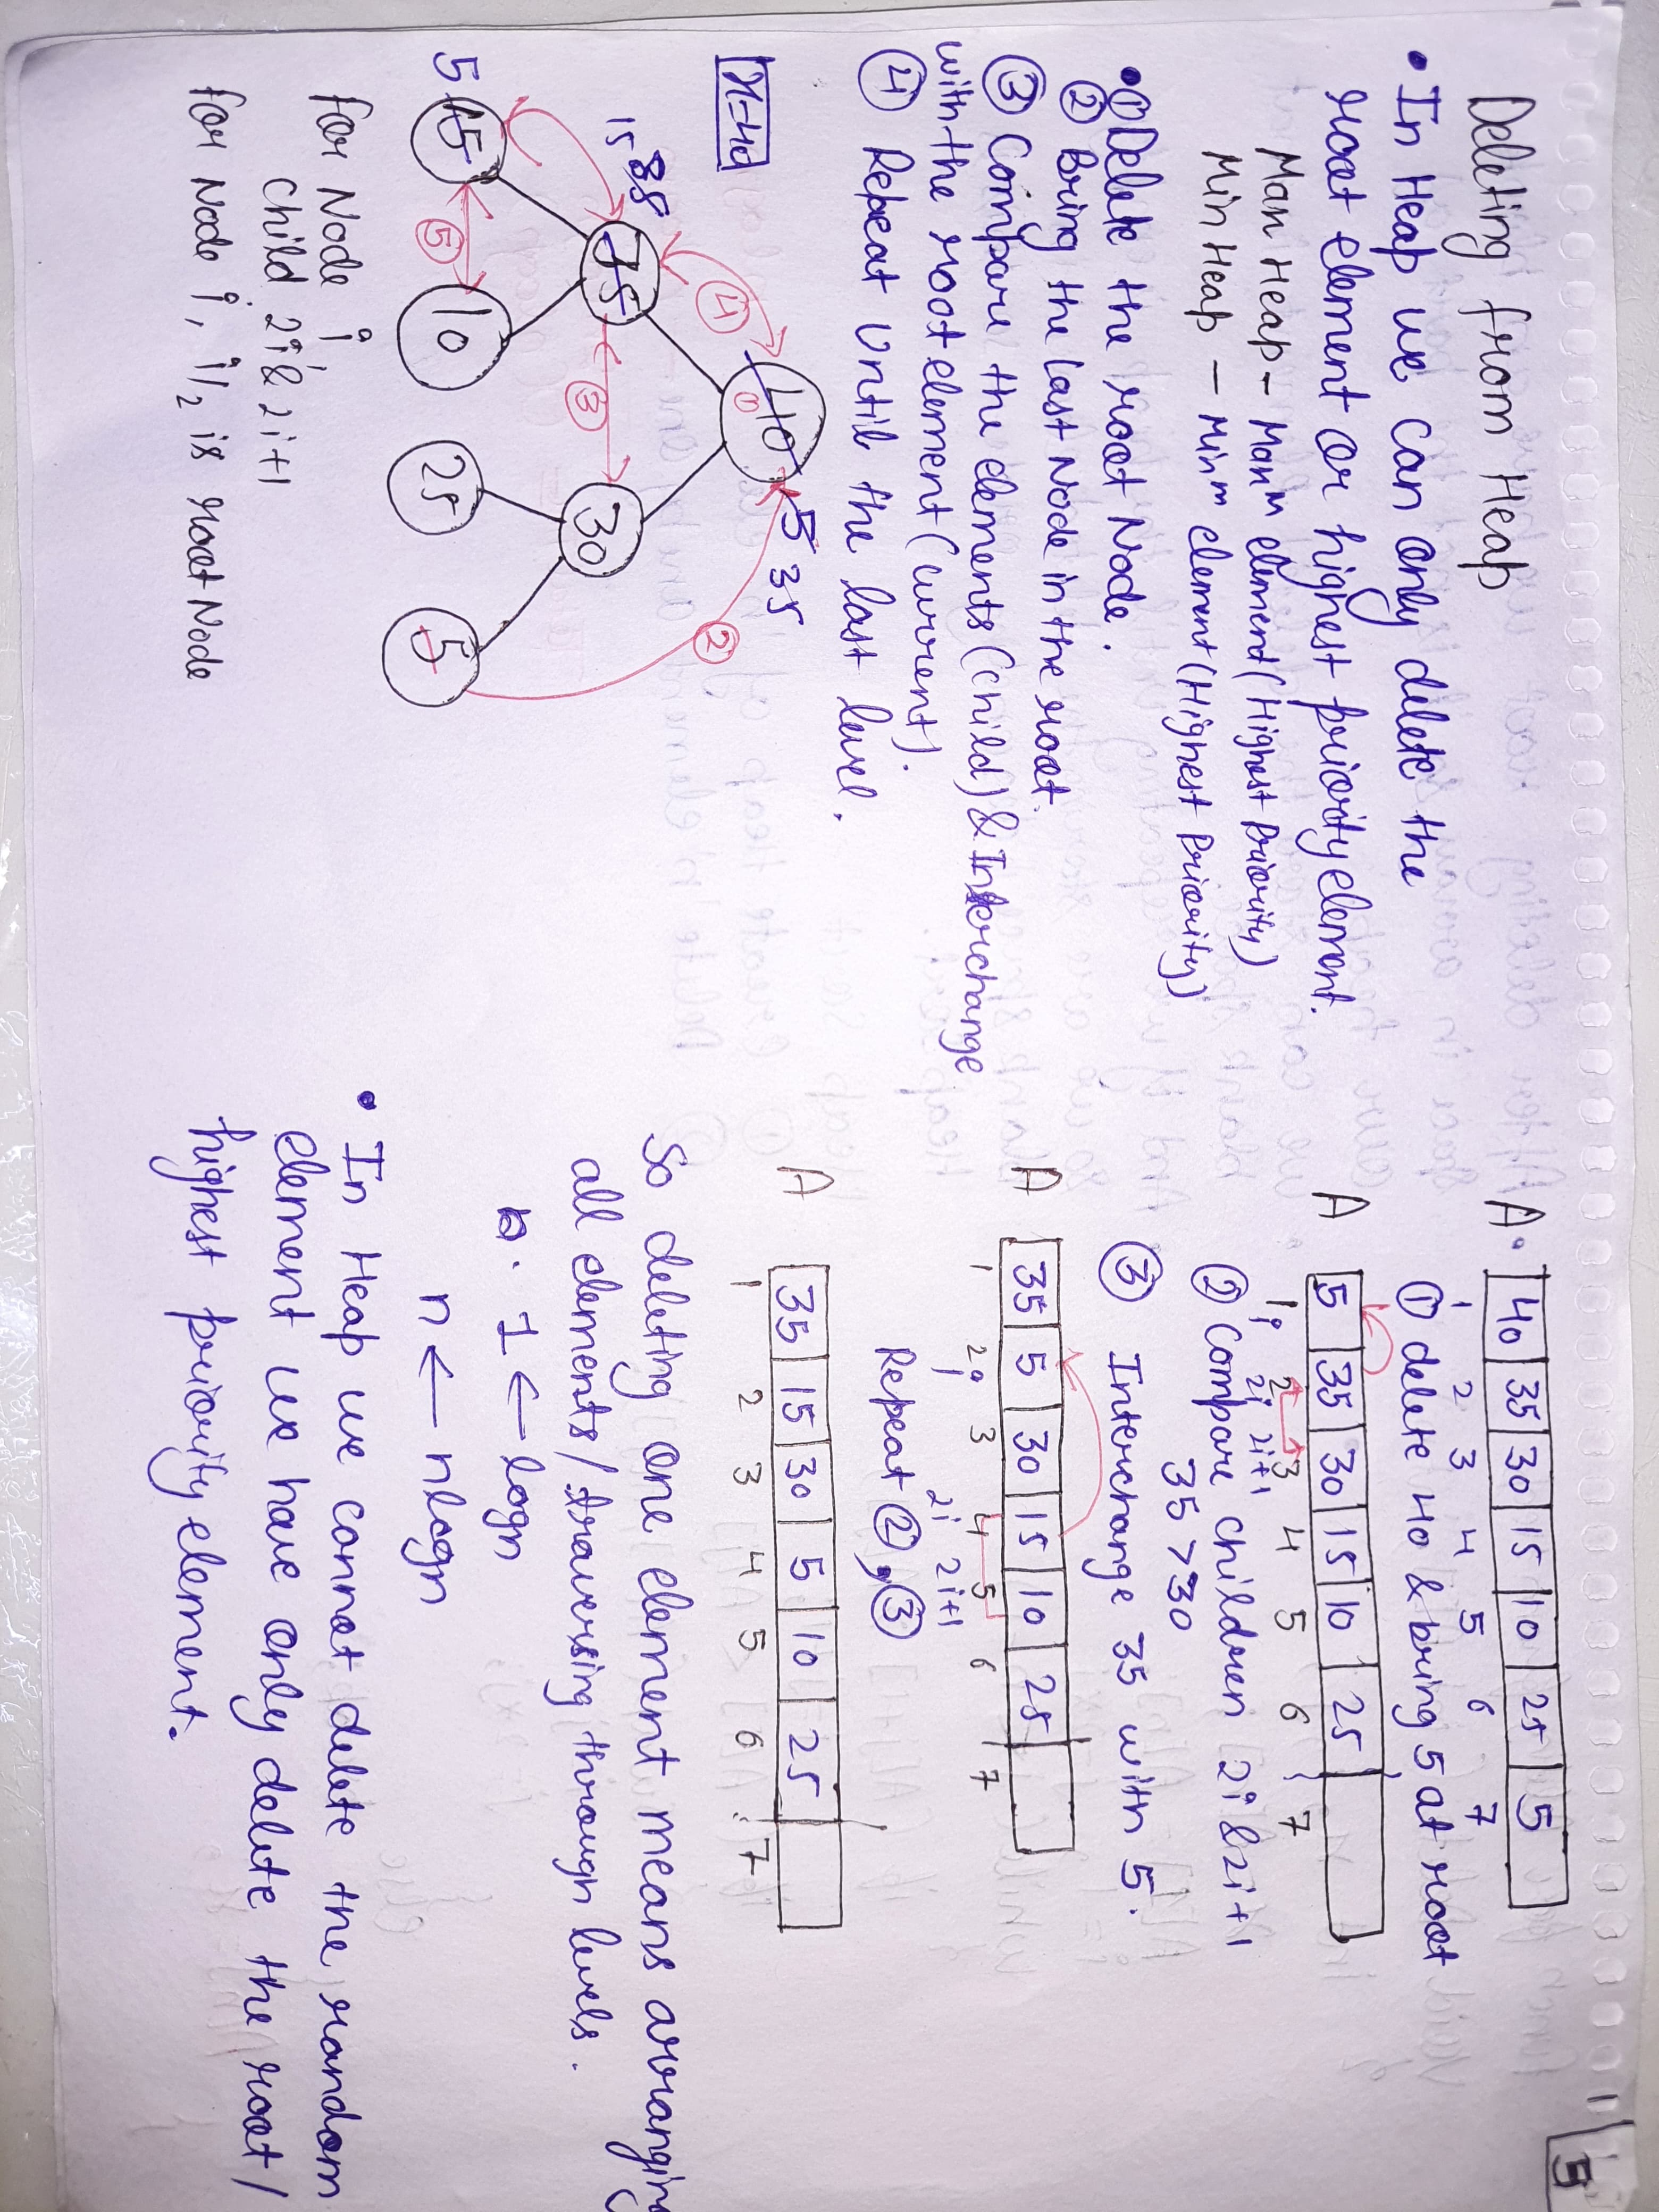 5
Deleting from Heap
• In Heap we can only delete the
root element or highest priority element.
Man Heap - Manᵐ element (Highest Priority)
Min Heap - Minᵐ element (Highest Priority)
• ① Delete the root Node.
② Bring the last Node in the root.
③ Compare the elements (child) & Interchange
with the root element (current).
④ Repeat until the last level.
x=40
40 5 35
① ④ ②
15 35 35 ③ 30
5 15 ⑤ 10 25 5
for Node i,
child 2i & 2i+1
for Node i, i/2 is root Node
A 40 35 30 15 10 25 5
1 2 3 4 5 6 7
① delete 40 & bring 5 at root
A 5 35 30 15 10 25
1 2 3 4 5 6 7
i 2i 2i+1
② Compare children 2i & 2i+1
35 > 30
③ Interchange 35 with 5.
A 35 5 30 15 10 25
1 2 3 4 5 6 7
i 2i 2i+1
Repeat ②, ③
A 35 15 30 5 10 25
1 2 3 4 5 6 7
So deleting one element means arranging
all elements / traversing through levels.
1 ← logn
n ← nlogn
• In Heap we cannot delete the random
element we have only delete the root/
highest priority element.